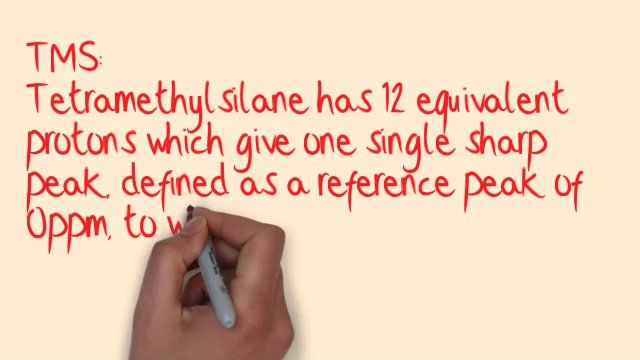 TMS:
Tetramethylsilane has 12 equivalent
protons which give one single sharp
peak, defined as a reference peak of
0ppm, to